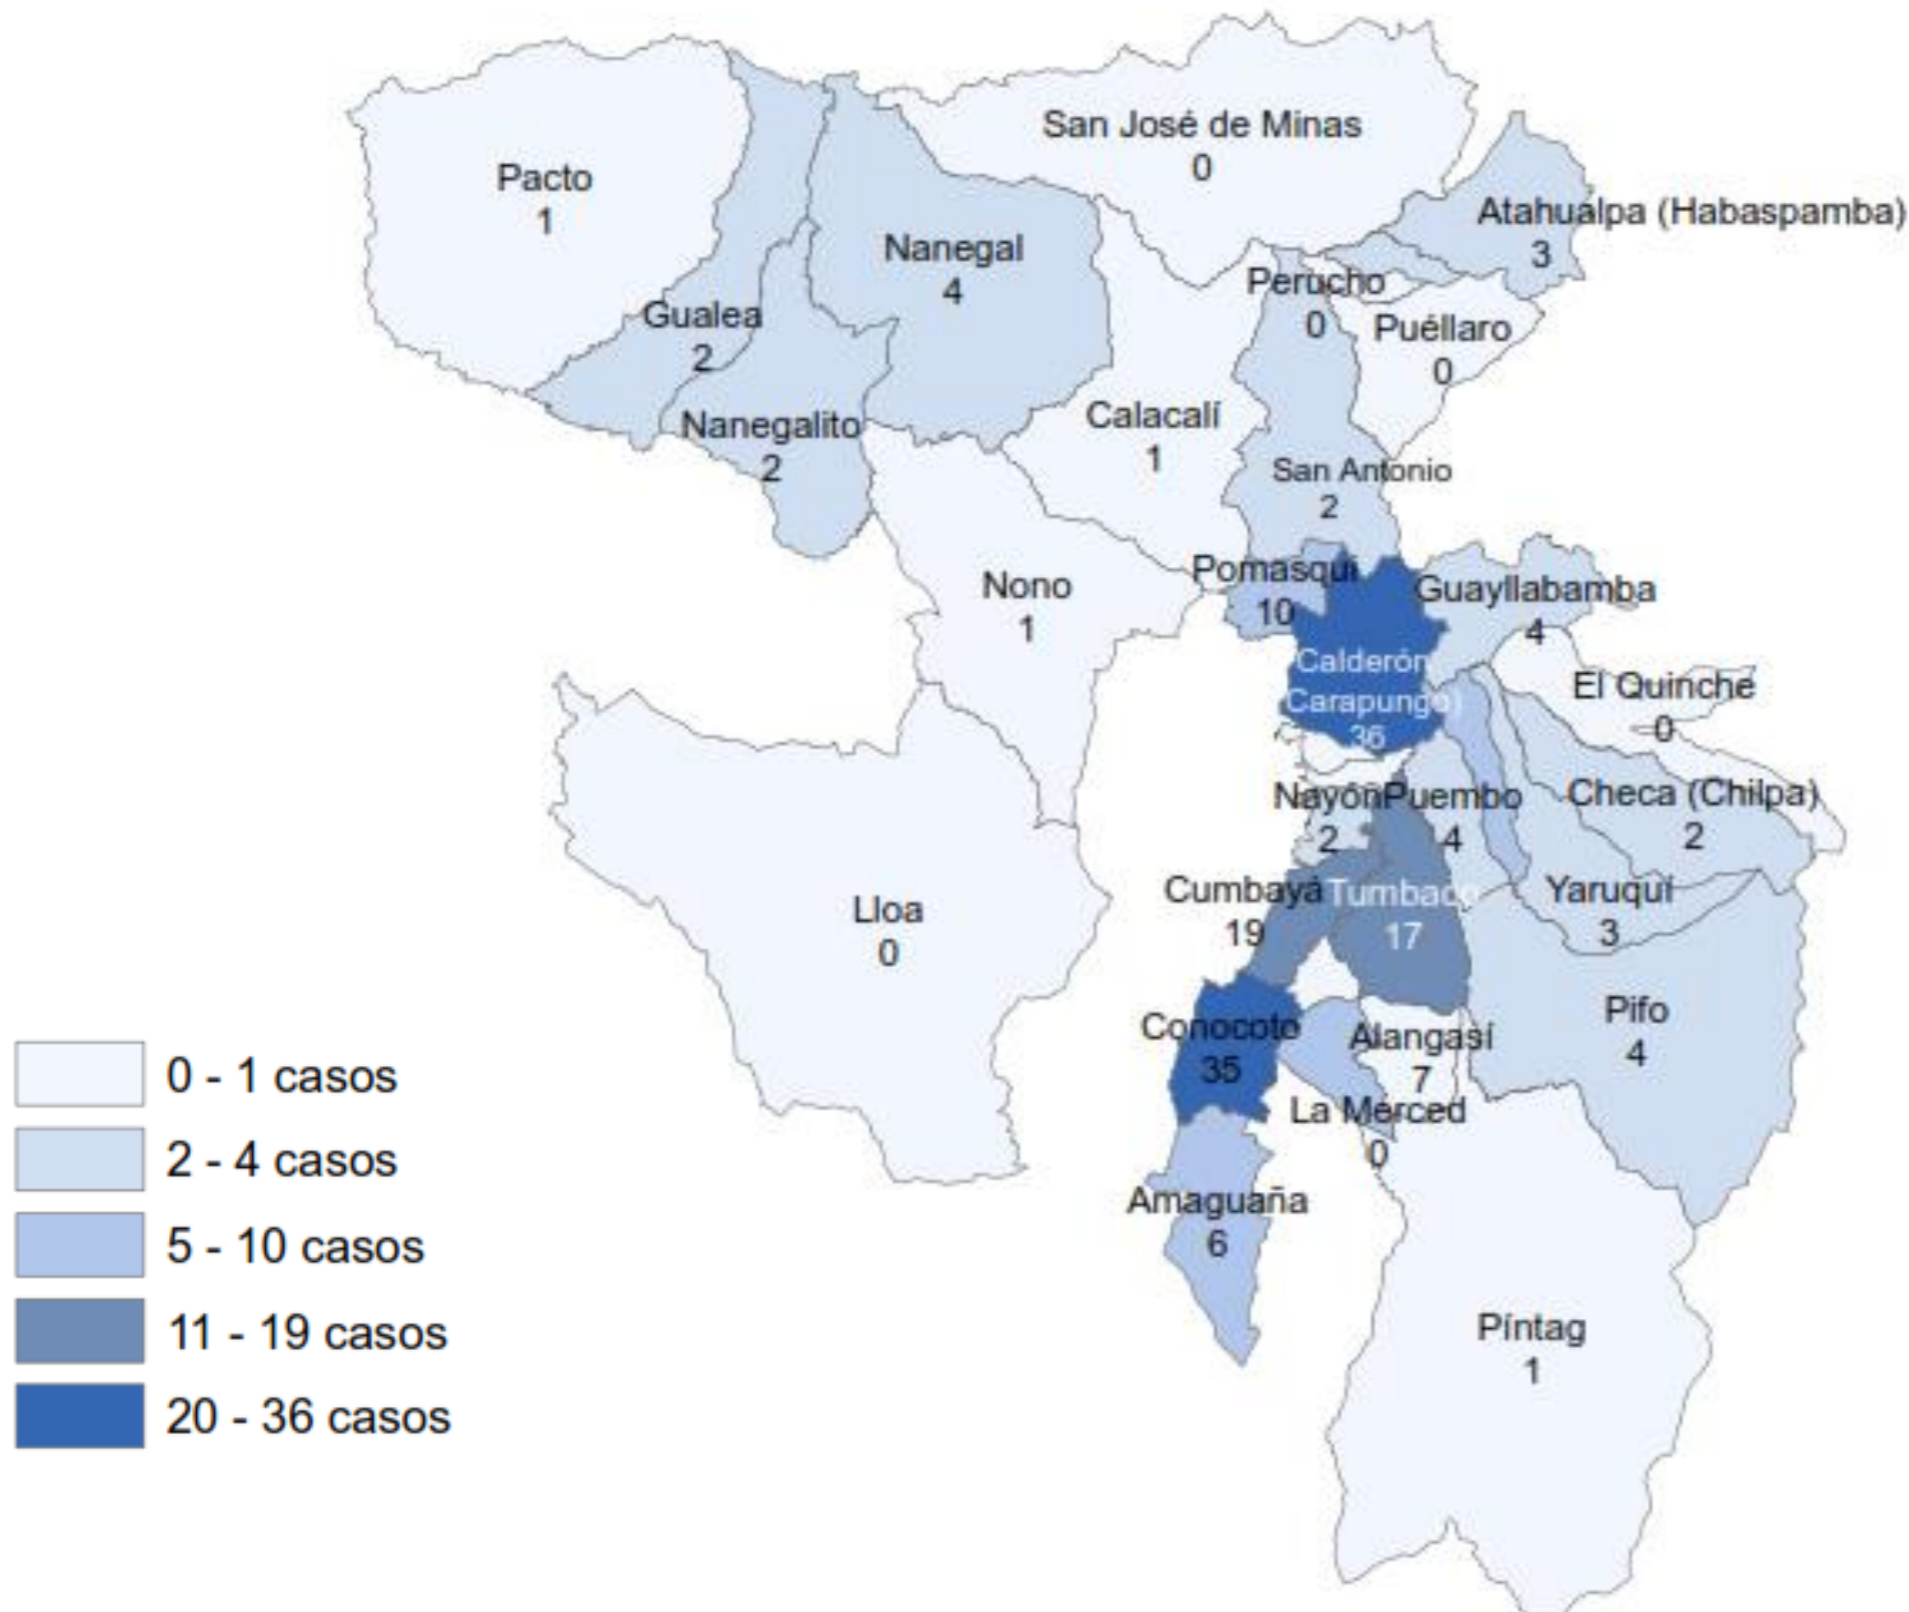 San José de Minas
0
Pacto
1
Atahualpa (Habaspamba)
3
Nanegal
4
Perucho
0
Gualea
2
Puéllaro
0
Calacalí
1
Nanegalito
2
San Antonio
2
Pomasqui
10
Nono
1
Guayllabamba
4
Calderón
(Carapungo)
36
El Quinche
0
Nayón
2
Puembo
4
Checa (Chilpa)
2
Cumbayá
19
Tumbaco
17
Yaruquí
3
Lloa
0
Pifo
4
Conocoto
35
Alangasí
7
La Merced
0
Amaguaña
6
Píntag
1
0 - 1 casos
2 - 4 casos
5 - 10 casos
11 - 19 casos
20 - 36 casos